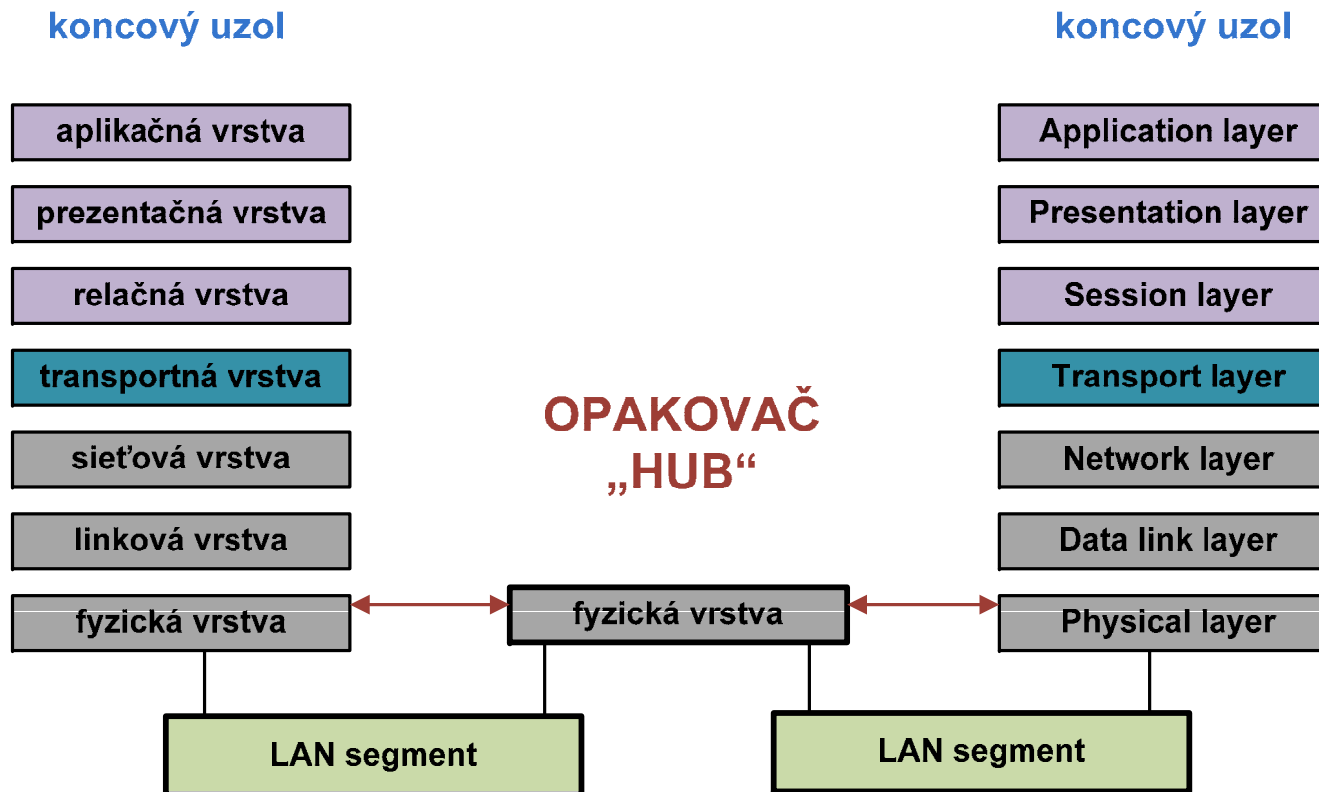 koncový uzol
koncový uzol
aplikačná vrstva
Application layer
prezentačná vrstva
Presentation layer
relačná vrstva
Session layer
transportná vrstva
Transport layer
OPAKOVAČ
„HUB“
sieťová vrstva
Network layer
linková vrstva
Data link layer
fyzická vrstva
fyzická vrstva
Physical layer
LAN segment
LAN segment